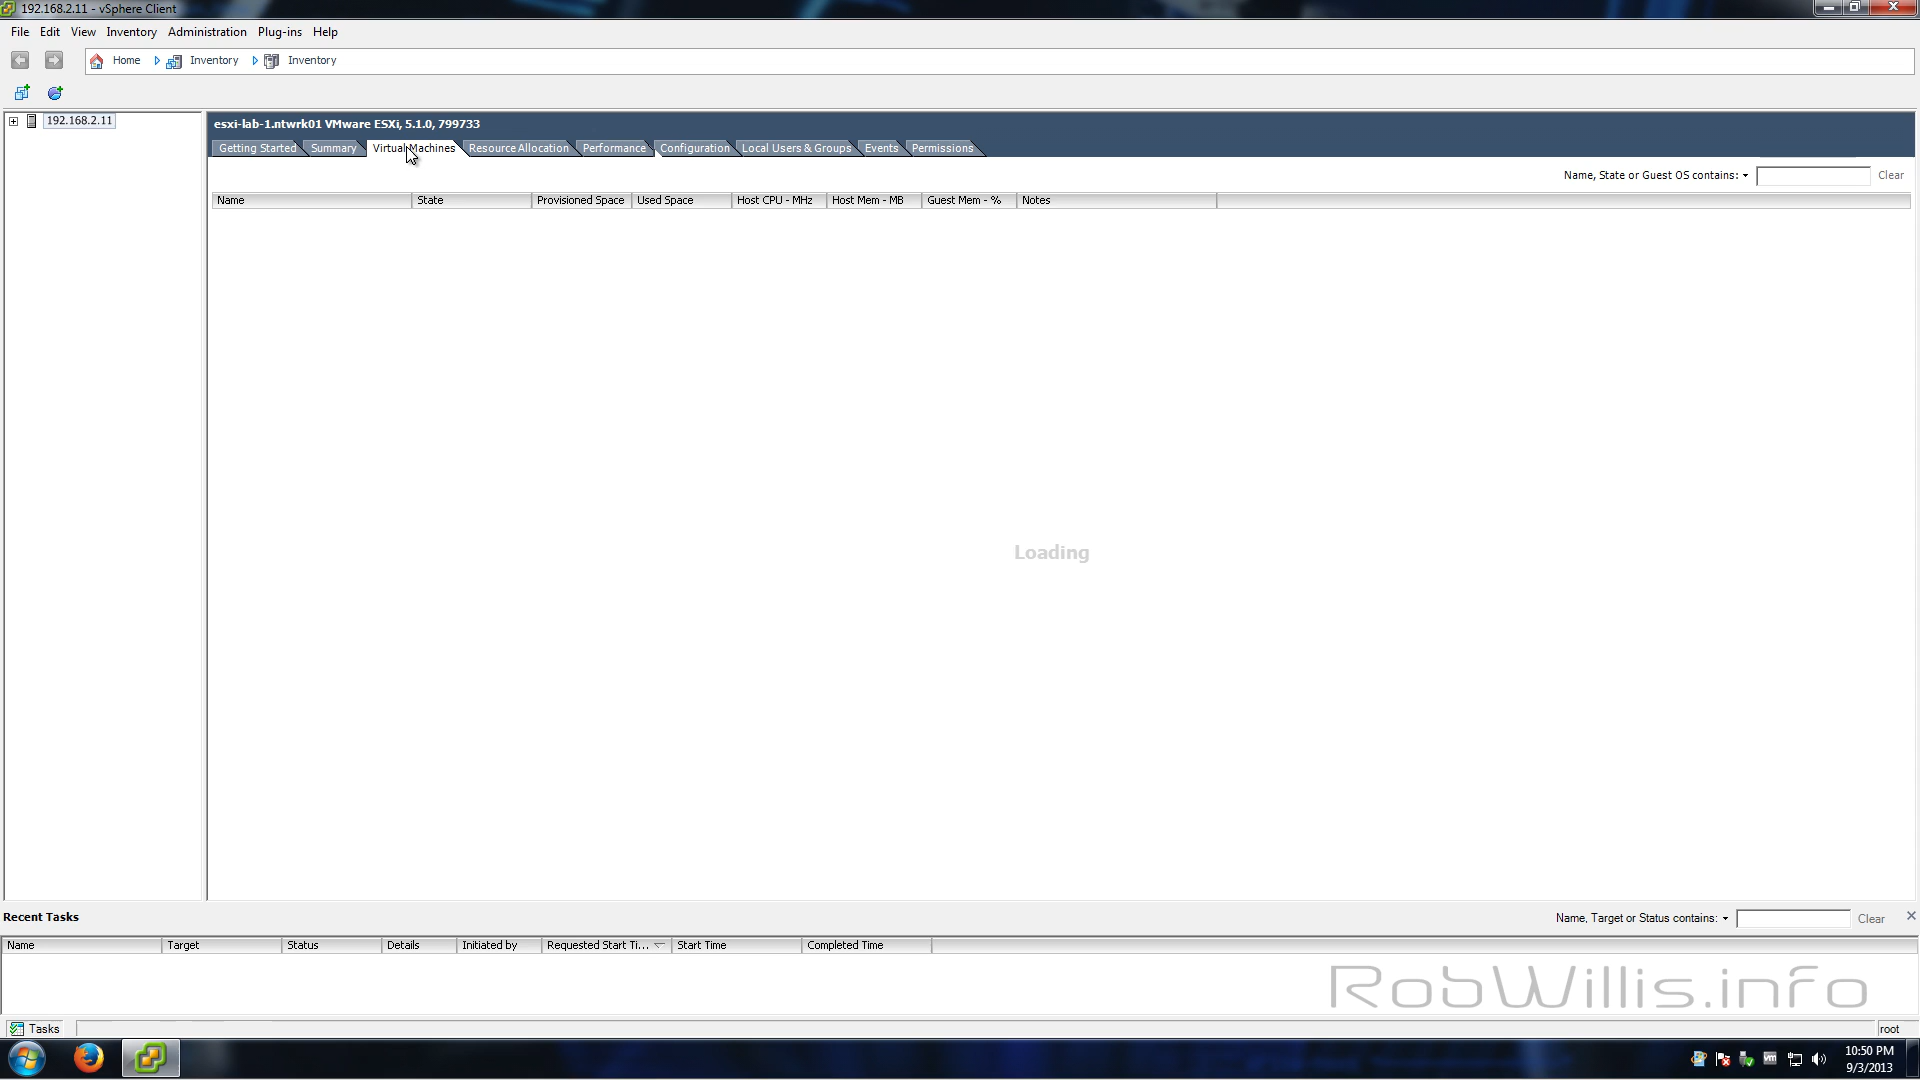 192.168.2.11 - vSphere Client
File Edit View Inventory Administration Plug-ins Help
Home Inventory Inventory
192.168.2.11
esxi-lab-1.ntwrk01 VMware ESXi, 5.1.0, 799733
Getting Started Summary Virtual Machines Resource Allocation Performance Configuration Local Users & Groups Events Permissions
Name, State or Guest OS contains: Clear
Name State Provisioned Space Used Space Host CPU - MHz Host Mem - MB Guest Mem - % Notes
Loading
Recent Tasks
Name, Target or Status contains: Clear
Name Target Status Details Initiated by Requested Start Ti... Start Time Completed Time
RobWillis.info
Tasks
root
vm
10:50 PM
9/3/2013